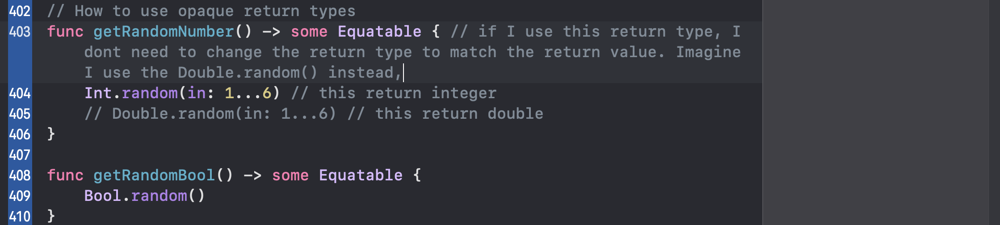 402 // How to use opaque return types
403 func getRandomNumber() -> some Equatable { // if I use this return type, I
dont need to change the return type to match the return value. Imagine
I use the Double.random() instead,
404 Int.random(in: 1...6) // this return integer
405 // Double.random(in: 1...6) // this return double
406 }
407
408 func getRandomBool() -> some Equatable {
409 Bool.random()
410 }